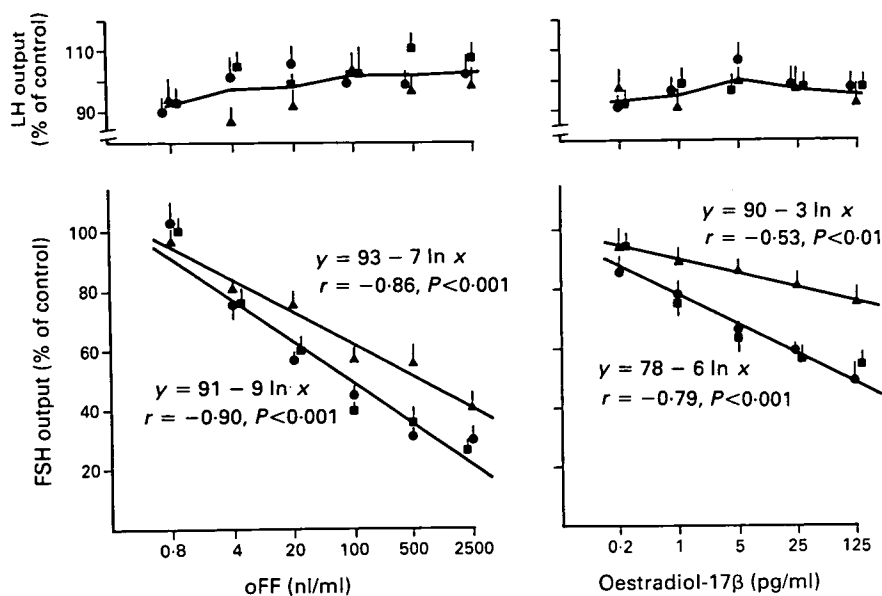 LH output
(% of control)
110
90
FSH output (% of control)
100
80
60
40
20
y = 93 − 7 ln x
r = −0·86, P<0·001
y = 91 − 9 ln x
r = −0·90, P<0·001
0·8 4 20 100 500 2500
oFF (nl/ml)
y = 90 − 3 ln x
r = −0·53, P<0·01
y = 78 − 6 ln x
r = −0·79, P<0·001
0·2 1 5 25 125
Oestradiol-17β (pg/ml)